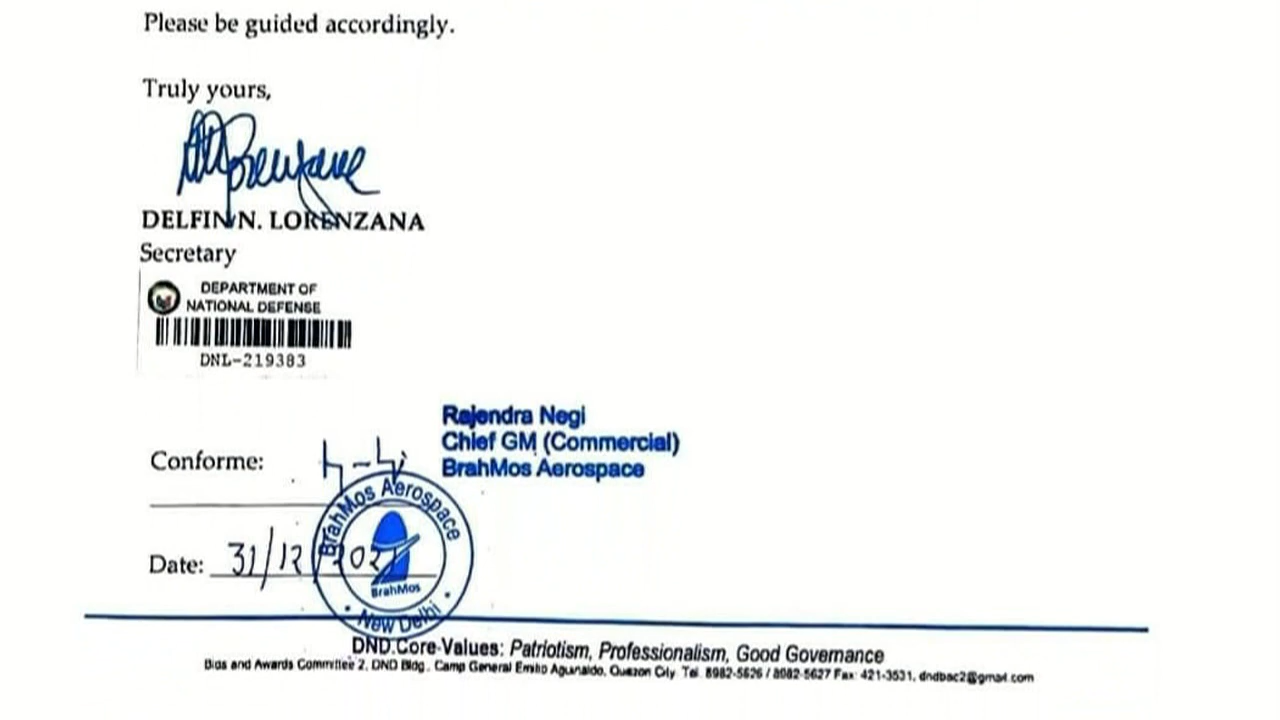 Please be guided accordingly.
Truly yours,
DELFIN N. LORENZANA
Secretary
DEPARTMENT OF
NATIONAL DEFENSE
DNL-219383
Rajendra Negi
Chief GM (Commercial)
BrahMos Aerospace
Conforme:
BrahMos Aerospace
Date: 31/12/2021
BrahMos
New Delhi
DND Core Values: Patriotism, Professionalism, Good Governance
Bids and Awards Committee 2, DND Bldg., Camp General Emilio Aguinaldo, Quezon City Tel. 8982-5626 / 8982-5627 Fax: 421-3531, dndbac2@gmail.com